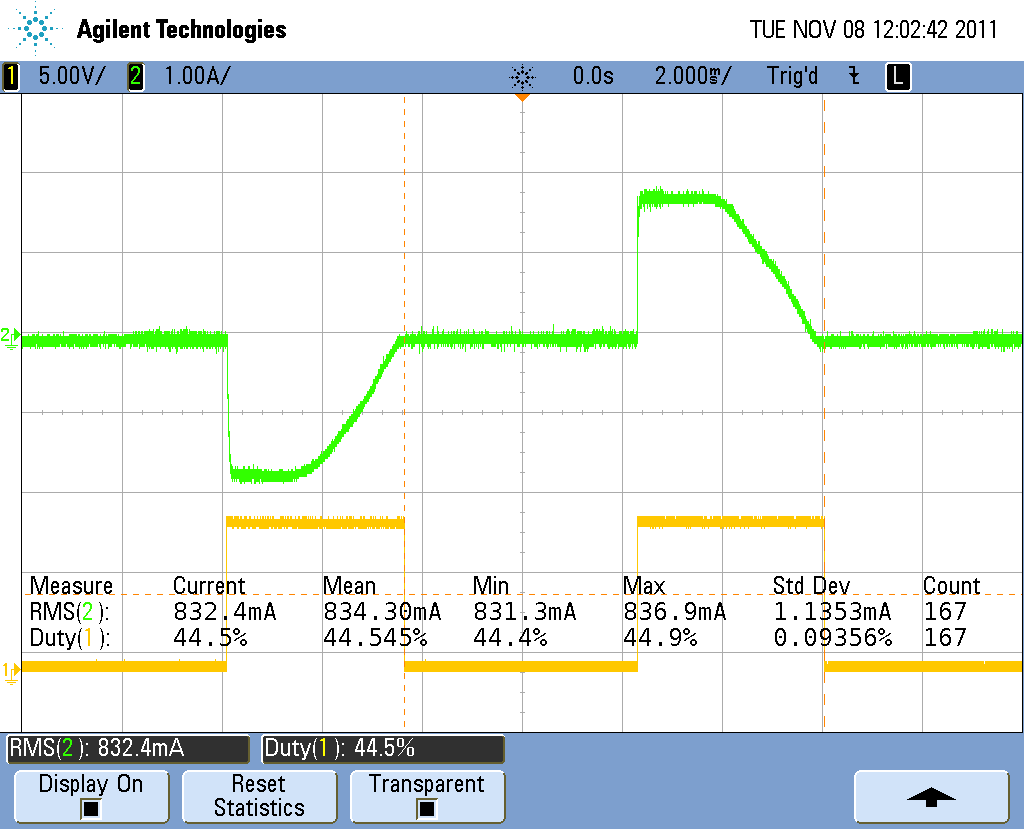 Agilent Technologies TUE NOV 08 12:02:42 2011
1 5.00V/ 2 1.00A/ 0.0s 2.000ms/ Trig'd L
2
Measure Current Mean Min Max Std Dev Count
RMS(2): 832.4mA 834.30mA 831.3mA 836.9mA 1.1353mA 167
Duty(1): 44.5% 44.545% 44.4% 44.9% 0.09356% 167
1
RMS(2): 832.4mA Duty(1): 44.5%
Display On Reset Statistics Transparent